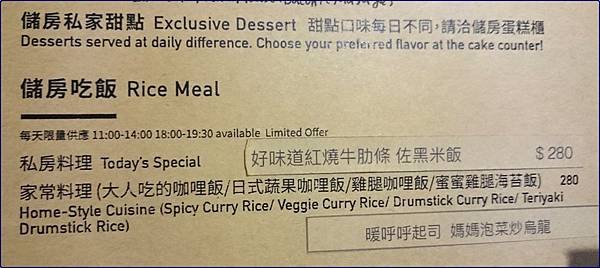 儲房私家甜點 Exclusive Dessert 甜點口味每日不同，請洽儲房蛋糕櫃
Desserts served at daily difference. Choose your preferred flavor at the cake counter!
儲房吃飯 Rice Meal
每天限量供應 11:00-14:00 18:00-19:30 available Limited Offer
私房料理 Today's Special 好味道紅燒牛肋條 佐黑米飯 $280
家常料理 (大人吃的咖哩飯/日式蔬果咖哩飯/雞腿咖哩飯/蜜蜜雞腿海苔飯) 280
Home-Style Cuisine (Spicy Curry Rice/ Veggie Curry Rice/ Drumstick Curry Rice/ Teriyaki
Drumstick Rice)
暖呼呼起司 媽媽泡菜炒烏龍